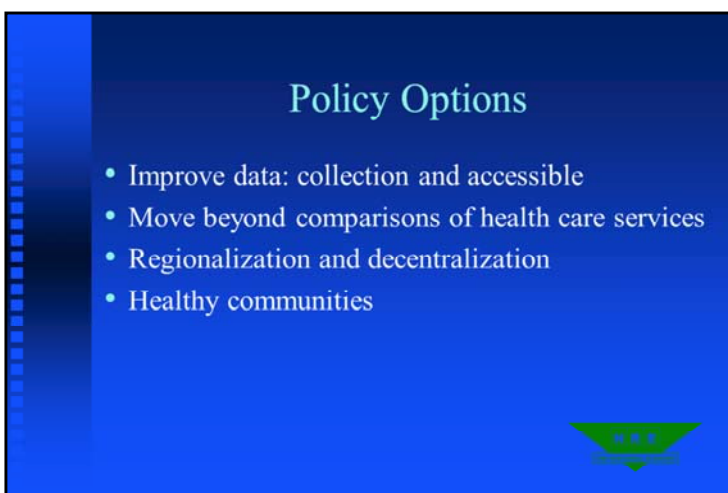 Policy Options
• Improve data: collection and accessible
• Move beyond comparisons of health care services
• Regionalization and decentralization
• Healthy communities